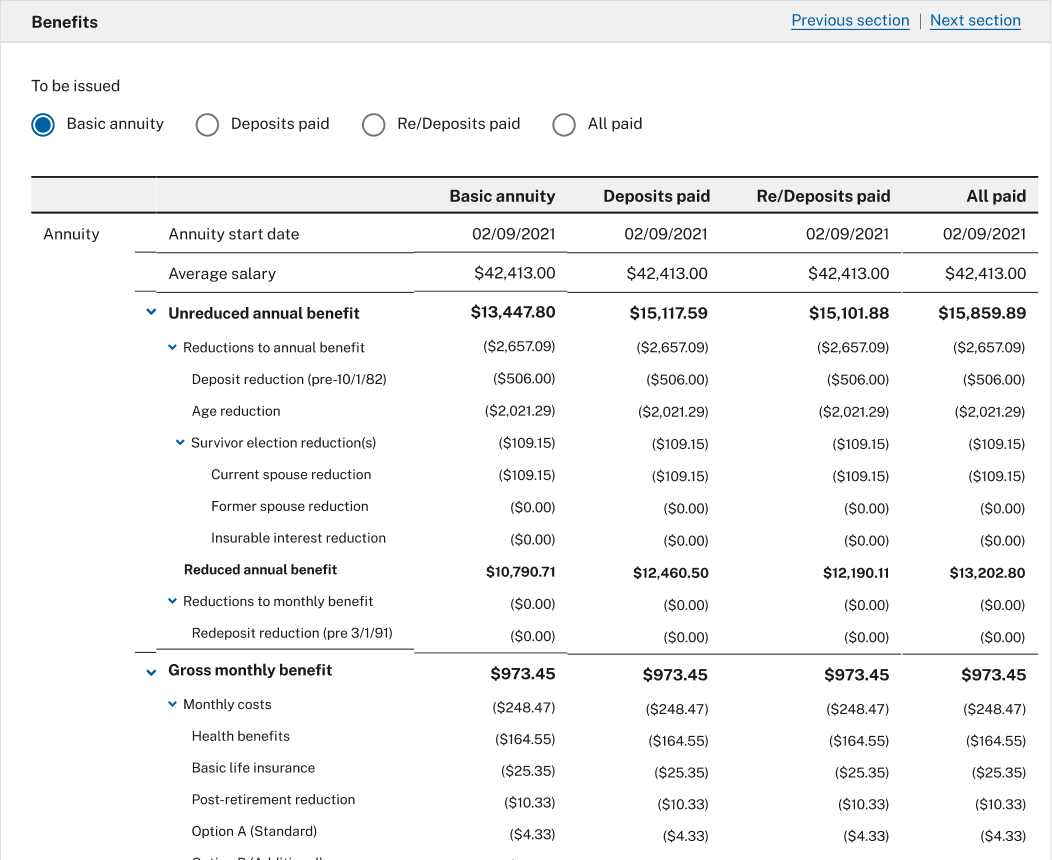 Benefits Previous section | Next section
To be issued
Basic annuity Deposits paid Re/Deposits paid All paid
Basic annuity Deposits paid Re/Deposits paid All paid
Annuity Annuity start date 02/09/2021 02/09/2021 02/09/2021 02/09/2021
Average salary $42,413.00 $42,413.00 $42,413.00 $42,413.00
Unreduced annual benefit $13,447.80 $15,117.59 $15,101.88 $15,859.89
Reductions to annual benefit ($2,657.09) ($2,657.09) ($2,657.09) ($2,657.09)
Deposit reduction (pre-10/1/82) ($506.00) ($506.00) ($506.00) ($506.00)
Age reduction ($2,021.29) ($2,021.29) ($2,021.29) ($2,021.29)
Survivor election reduction(s) ($109.15) ($109.15) ($109.15) ($109.15)
Current spouse reduction ($109.15) ($109.15) ($109.15) ($109.15)
Former spouse reduction ($0.00) ($0.00) ($0.00) ($0.00)
Insurable interest reduction ($0.00) ($0.00) ($0.00) ($0.00)
Reduced annual benefit $10,790.71 $12,460.50 $12,190.11 $13,202.80
Reductions to monthly benefit ($0.00) ($0.00) ($0.00) ($0.00)
Redeposit reduction (pre 3/1/91) ($0.00) ($0.00) ($0.00) ($0.00)
Gross monthly benefit $973.45 $973.45 $973.45 $973.45
Monthly costs ($248.47) ($248.47) ($248.47) ($248.47)
Health benefits ($164.55) ($164.55) ($164.55) ($164.55)
Basic life insurance ($25.35) ($25.35) ($25.35) ($25.35)
Post-retirement reduction ($10.33) ($10.33) ($10.33) ($10.33)
Option A (Standard) ($4.33) ($4.33) ($4.33) ($4.33)